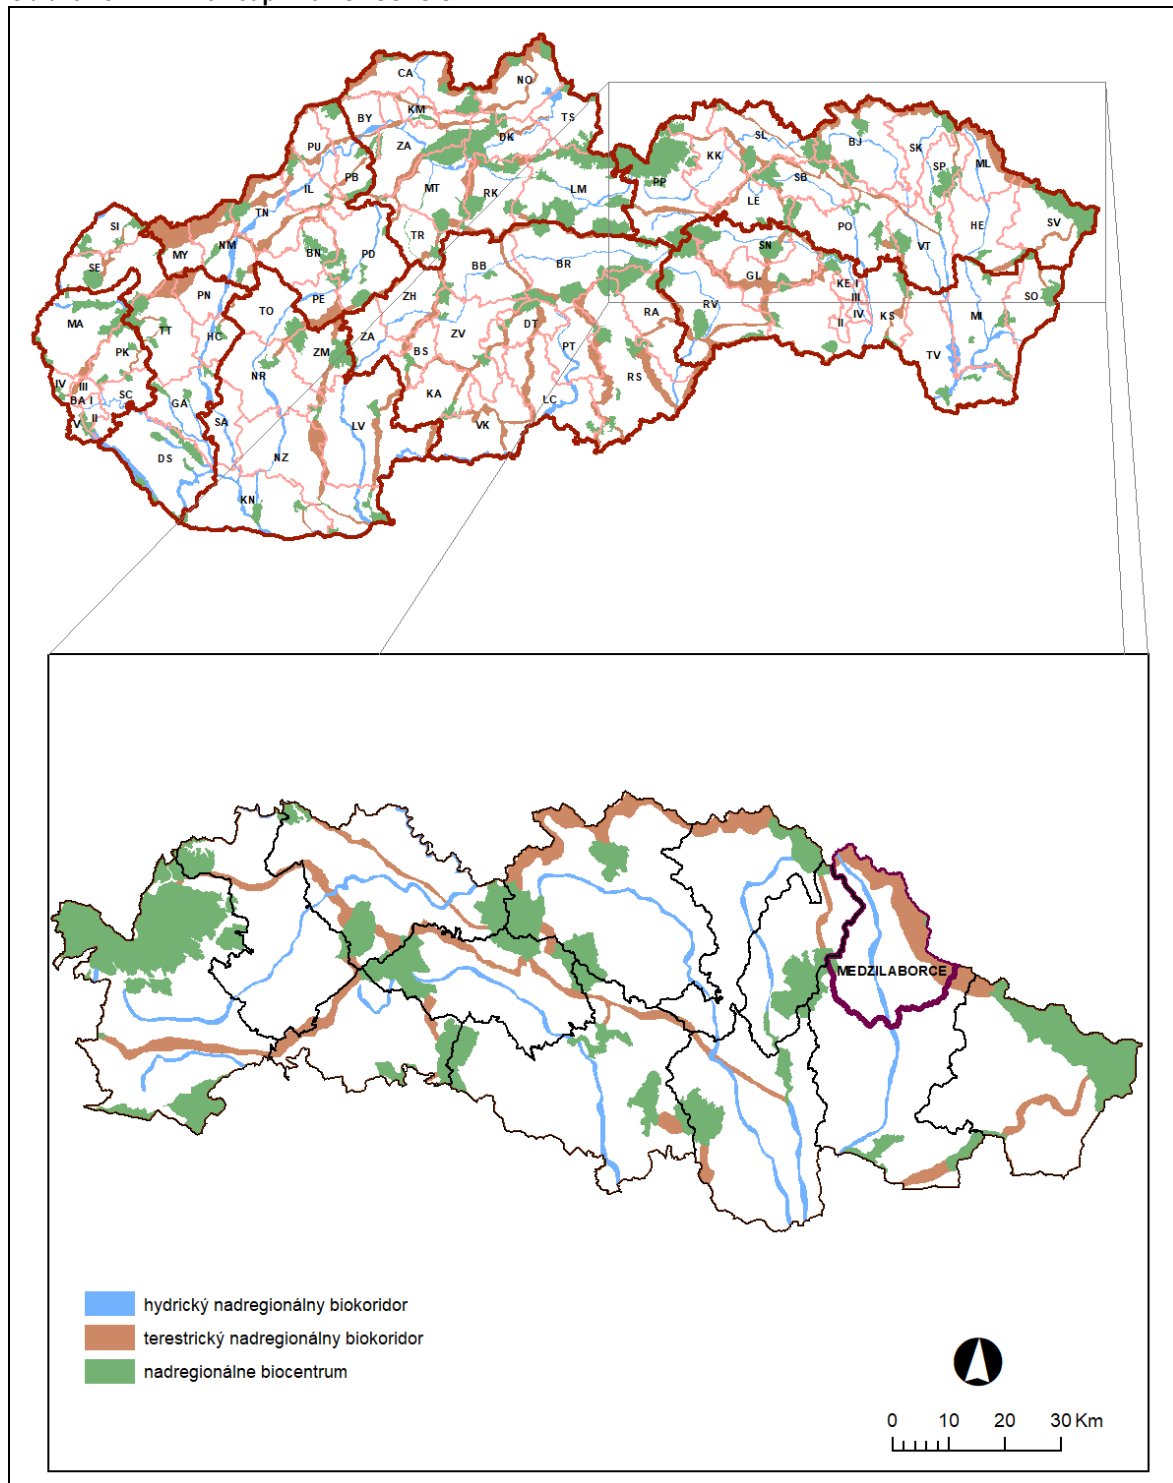 CA
NO
BY
KM
TS
PU
ZA
DK
SL
BJ
SK
ML
IL
PB
KK
SP
PP
MT
RK
LM
SB
TN
LE
SI
TR
PO
HE
SV
NM
MY
BN
PD
SN
VT
SE
BB
BR
GL
PN
PE
ZH
KE I
SO
TO
RV
III
MA
TT
HC
ZA
ZV
DT
RA
II
IV
KS
MI
PK
ZM
BS
PT
TV
NR
RS
IV
III
SC
KA
BA I
GA
LC
V
II
SA
LV
VK
DS
NZ
KN
MEDZILABORCE
hydrický nadregionálny biokoridor
terestrický nadregionálny biokoridor
nadregionálne biocentrum
0 10 20 30 Km